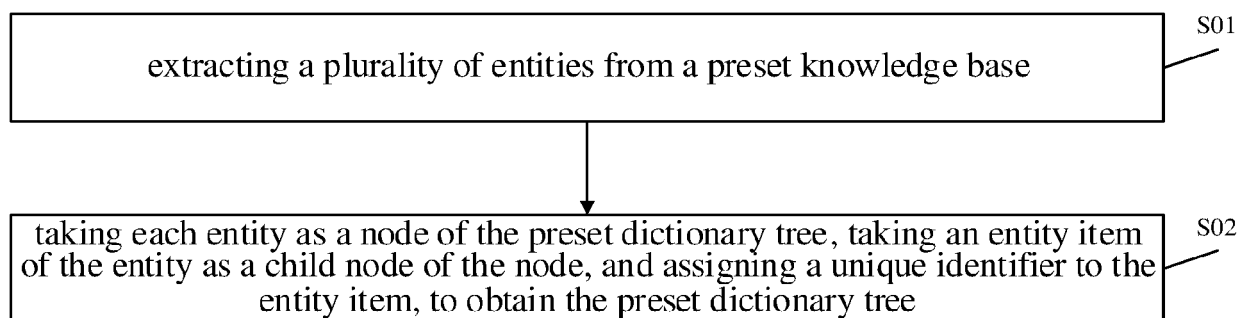 S01
extracting a plurality of entities from a preset knowledge base
S02
taking each entity as a node of the preset dictionary tree, taking an entity item
of the entity as a child node of the node, and assigning a unique identifier to the
entity item, to obtain the preset dictionary tree